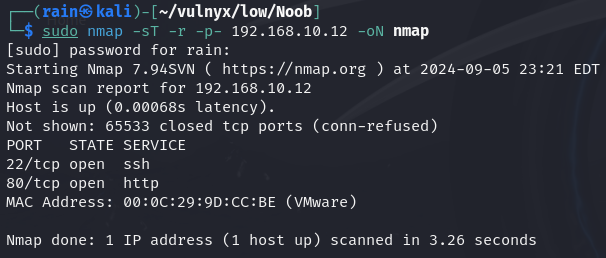 ┌──(rain㉿kali)-[~/vulnyx/low/Noob]
└─$ sudo nmap -sT -r -p- 192.168.10.12 -oN nmap
[sudo] password for rain:
Starting Nmap 7.94SVN ( https://nmap.org ) at 2024-09-05 23:21 EDT
Nmap scan report for 192.168.10.12
Host is up (0.00068s latency).
Not shown: 65533 closed tcp ports (conn-refused)
PORT   STATE SERVICE
22/tcp open  ssh
80/tcp open  http
MAC Address: 00:0C:29:9D:CC:BE (VMware)
Nmap done: 1 IP address (1 host up) scanned in 3.26 seconds